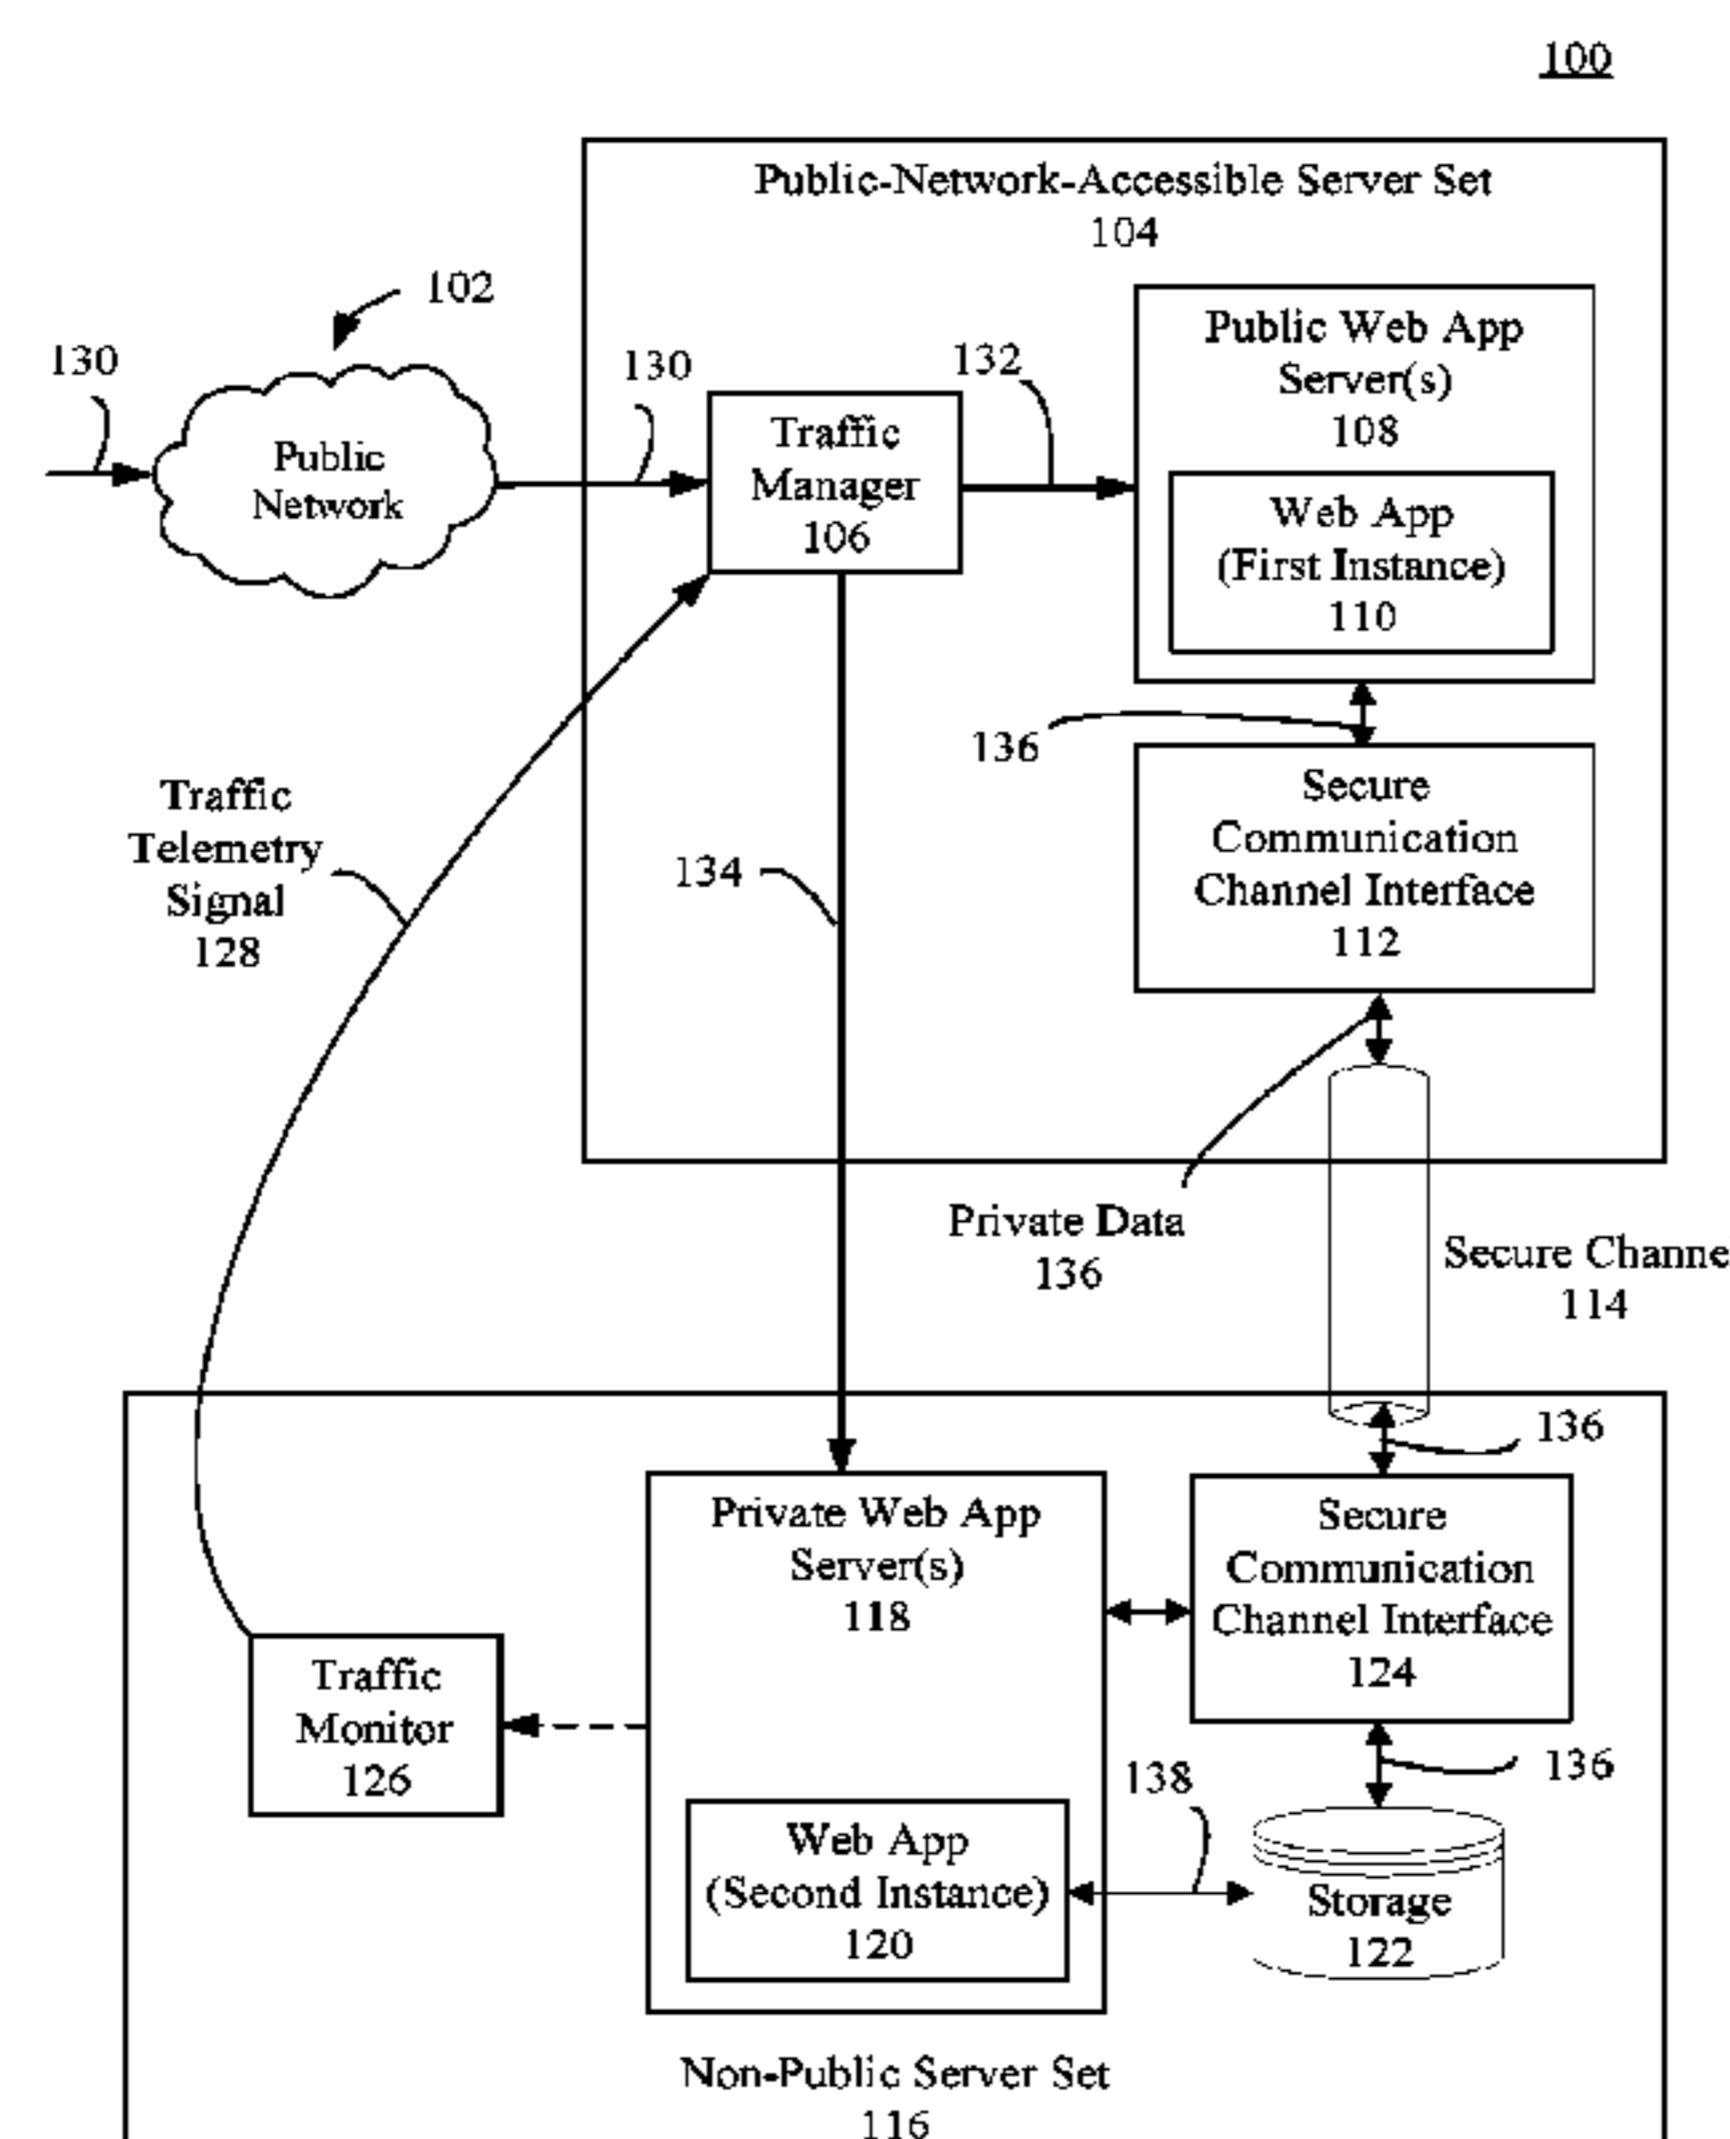 100
Public-Network-Accessible Server Set
104
102
130
Public
Network
130
Traffic
Manager
106
132
Public Web App
Server(s)
108
Web App
(First Instance)
110
136
Secure
Communication
Channel Interface
112
Traffic
Telemetry
Signal
128
134
Private Data
136
Secure Channe
114
136
Private Web App
Server(s)
118
Secure
Communication
Channel Interface
124
Traffic
Monitor
126
136
138
Web App
(Second Instance)
120
Storage
122
Non-Public Server Set
116